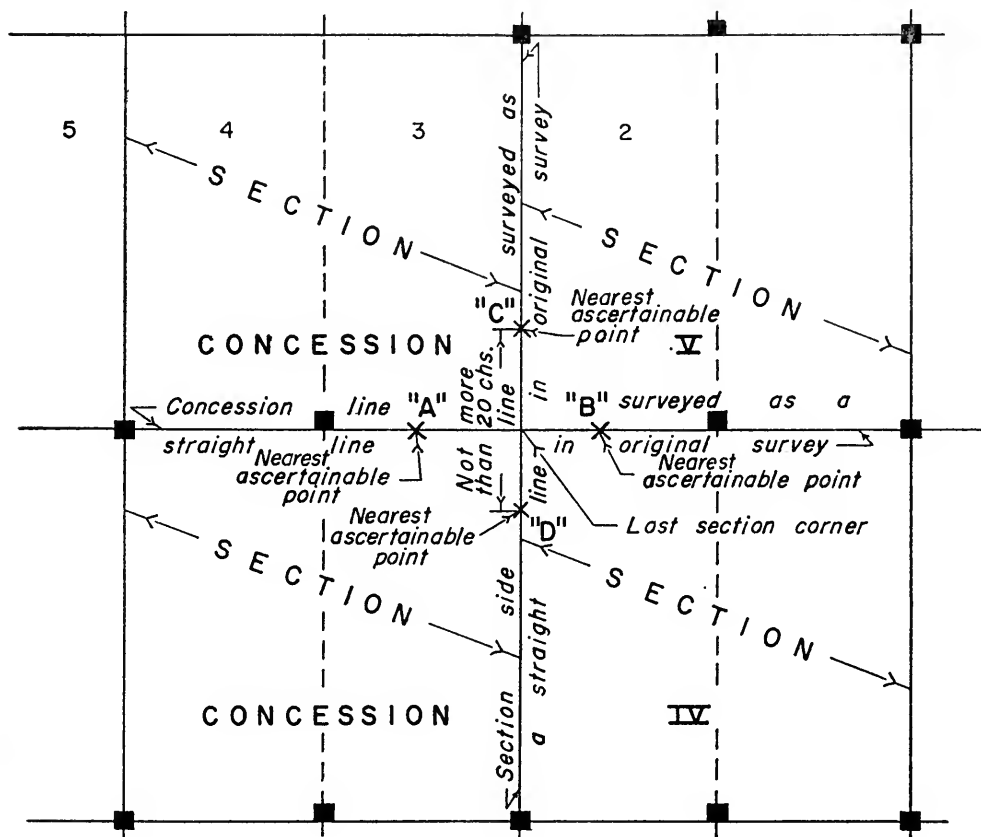 5 4 3 2
SECTION
SECTION
surveyed as
original survey
"C"
Nearest
ascertainable
point
CONCESSION V
Not more
than 20 chs.
line
in
"A"
"B"
Concession line surveyed as a
straight line in original survey
Nearest
ascertainable
point
Nearest
ascertainable point
Nearest
ascertainable
point
"D"
line
Last section corner
SECTION
SECTION
side
a straight
CONCESSION IV
Section